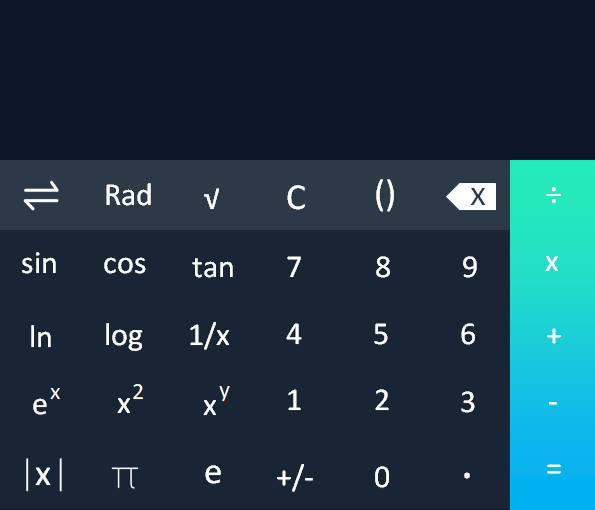 ⇌ Rad √ C () X ÷
sin cos tan 7 8 9 x
ln log 1/x 4 5 6 +
eˣ x² xʸ 1 2 3 -
|x| π e +/- 0 . =